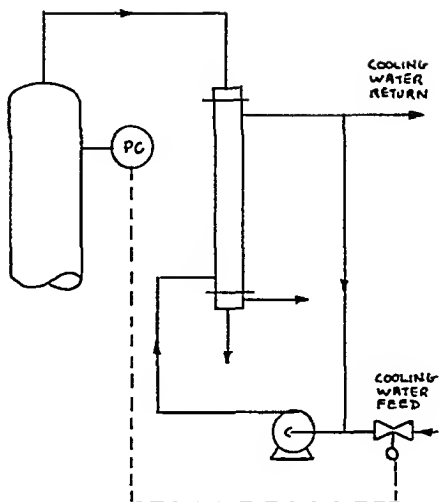 COOLING
WATER
RETURN
PC
COOLING
WATER
FEED